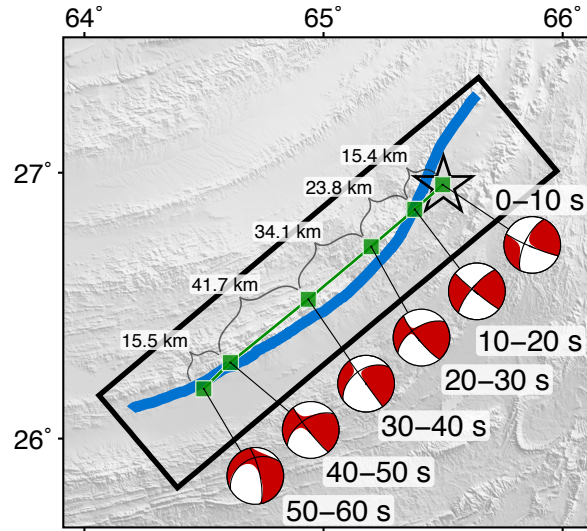 64˚
65˚
66˚
27˚
26˚
15.4 km
23.8 km
34.1 km
41.7 km
15.5 km
0–10 s
10–20 s
20–30 s
30–40 s
40–50 s
50–60 s